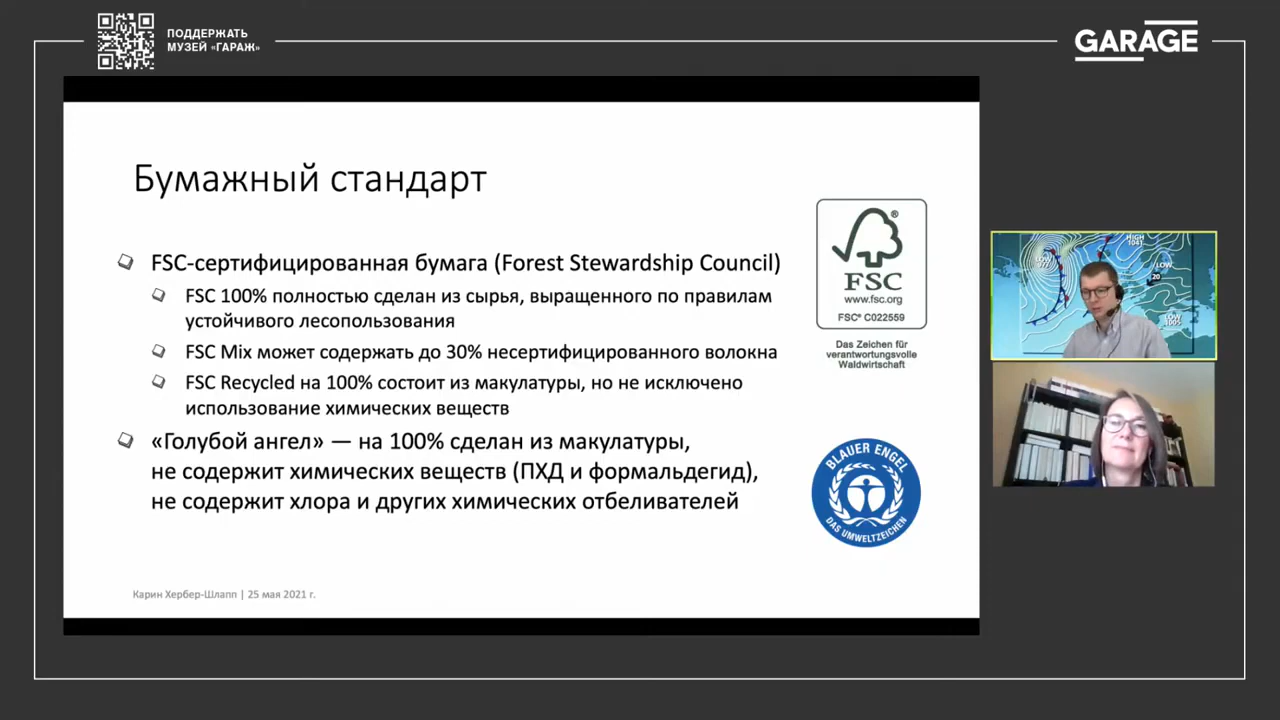 ПОДДЕРЖАТЬ
МУЗЕЙ «ГАРАЖ»
GARAGE
Бумажный стандарт
FSC-сертифицированная бумага (Forest Stewardship Council)
FSC 100% полностью сделан из сырья, выращенного по правилам
устойчивого лесопользования
FSC Mix может содержать до 30% несертифицированного волокна
FSC Recycled на 100% состоит из макулатуры, но не исключено
использование химических веществ
«Голубой ангел» — на 100% сделан из макулатуры,
не содержит химических веществ (ПХД и формальдегид),
не содержит хлора и других химических отбеливателей
Карин Хербер-Шлапп | 25 мая 2021 г.
®
FSC
www.fsc.org
FSC® C022559
Das Zeichen für
verantwortungsvolle
Waldwirtschaft
BLAUER ENGEL
DAS UMWELTZEICHEN
HIGH
1041
LOW
LOW
20
LOW